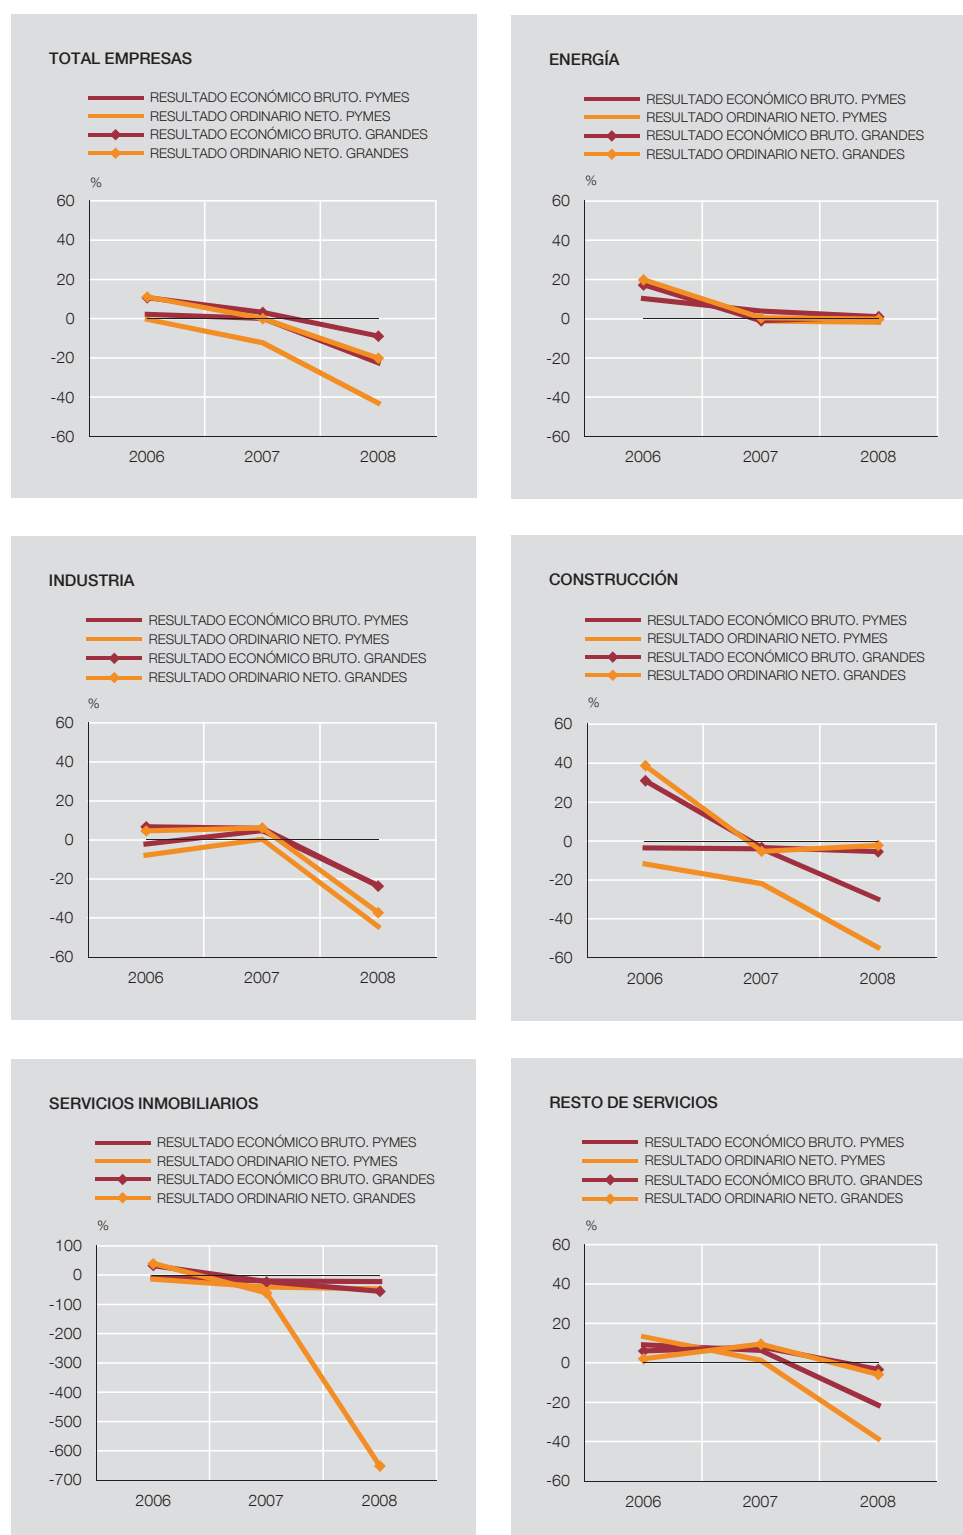 TOTAL EMPRESAS
RESULTADO ECONÓMICO BRUTO. PYMES
RESULTADO ORDINARIO NETO. PYMES
RESULTADO ECONÓMICO BRUTO. GRANDES
RESULTADO ORDINARIO NETO. GRANDES
%
60
40
20
0
-20
-40
-60
2006 2007 2008
ENERGÍA
RESULTADO ECONÓMICO BRUTO. PYMES
RESULTADO ORDINARIO NETO. PYMES
RESULTADO ECONÓMICO BRUTO. GRANDES
RESULTADO ORDINARIO NETO. GRANDES
%
60
40
20
0
-20
-40
-60
2006 2007 2008
INDUSTRIA
RESULTADO ECONÓMICO BRUTO. PYMES
RESULTADO ORDINARIO NETO. PYMES
RESULTADO ECONÓMICO BRUTO. GRANDES
RESULTADO ORDINARIO NETO. GRANDES
%
60
40
20
0
-20
-40
-60
2006 2007 2008
CONSTRUCCIÓN
RESULTADO ECONÓMICO BRUTO. PYMES
RESULTADO ORDINARIO NETO. PYMES
RESULTADO ECONÓMICO BRUTO. GRANDES
RESULTADO ORDINARIO NETO. GRANDES
%
60
40
20
0
-20
-40
-60
2006 2007 2008
SERVICIOS INMOBILIARIOS
RESULTADO ECONÓMICO BRUTO. PYMES
RESULTADO ORDINARIO NETO. PYMES
RESULTADO ECONÓMICO BRUTO. GRANDES
RESULTADO ORDINARIO NETO. GRANDES
%
100
0
-100
-200
-300
-400
-500
-600
-700
2006 2007 2008
RESTO DE SERVICIOS
RESULTADO ECONÓMICO BRUTO. PYMES
RESULTADO ORDINARIO NETO. PYMES
RESULTADO ECONÓMICO BRUTO. GRANDES
RESULTADO ORDINARIO NETO. GRANDES
%
60
40
20
0
-20
-40
-60
2006 2007 2008